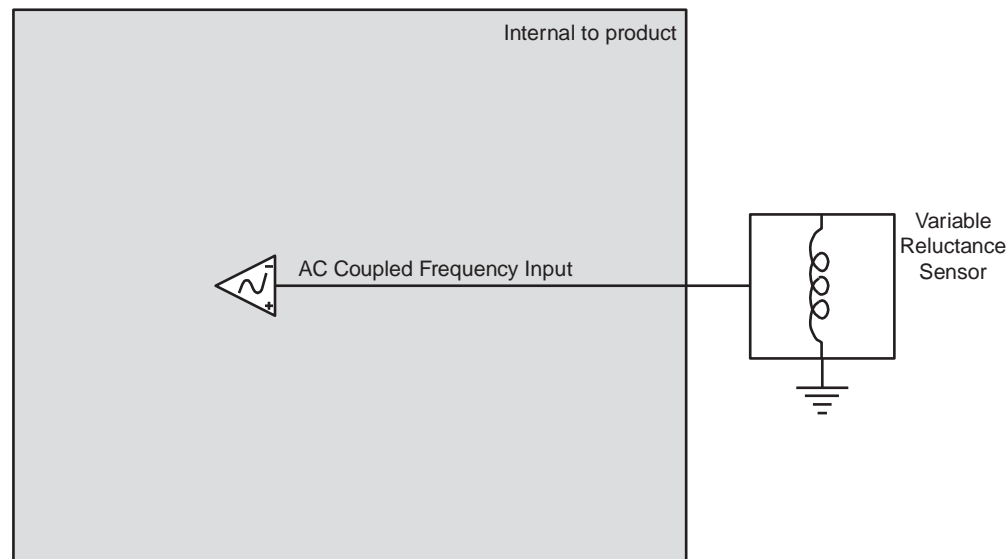 Internal to product
AC Coupled Frequency Input
Variable
Reluctance
Sensor